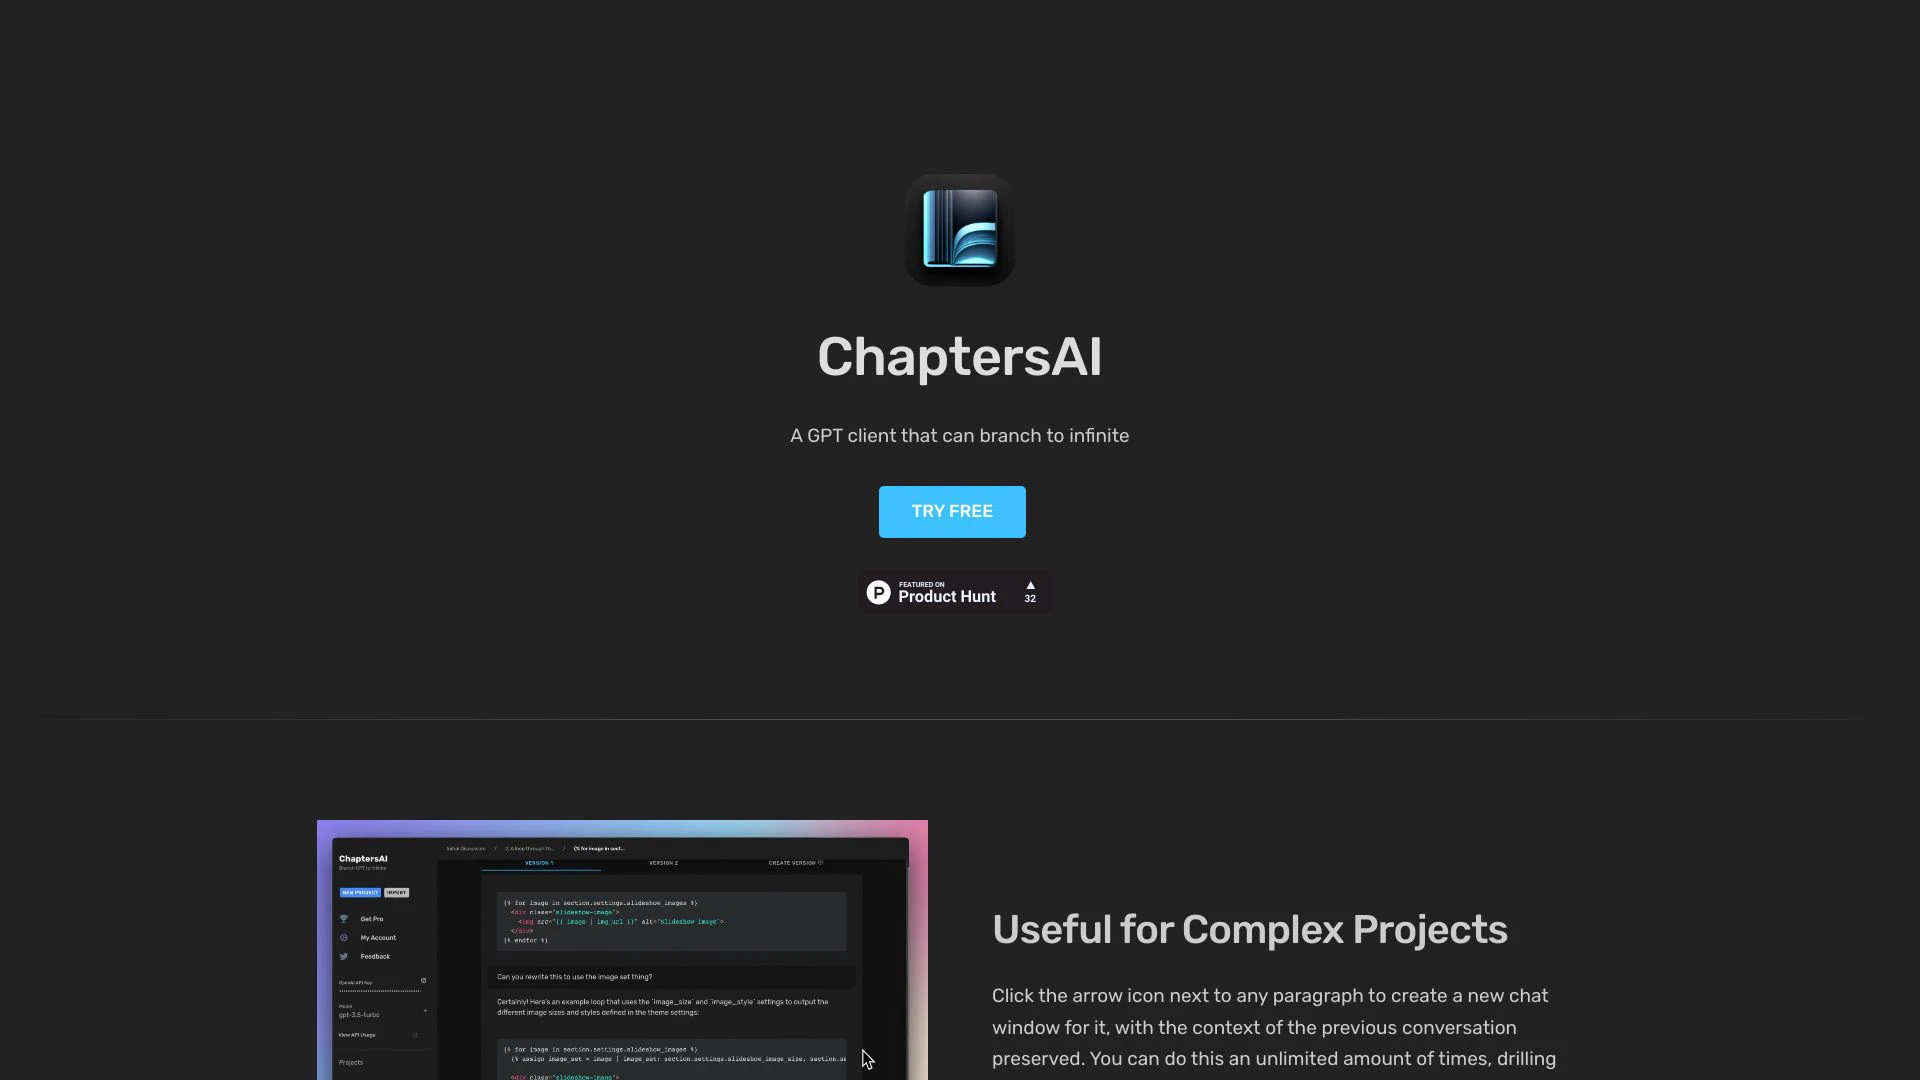 ChaptersAI
A GPT client that can branch to infinite
TRY FREE
FEATURED ON
Product Hunt
32
ChaptersAI
Branch GPT to infinite
NEW PROJECT
IMPORT
Get Pro
My Account
Feedback
OpenAI API Key
Model
gpt-3.5-turbo
View API Usage
Projects
Initial Discussion / 2. A loop through th... / {% for image in sect...
VERSION 1
VERSION 2
CREATE VERSION
{% for image in section.settings.slideshow_images %}
<div class="slideshow-image">
<img src="{{ image | img_url }}" alt="Slideshow image">
</div>
{% endfor %}
Can you rewrite this to use the image set thing?
Certainly! Here's an example loop that uses the `image_size` and `image_style` settings to output the
different image sizes and styles defined in the theme settings:
{% for image in section.settings.slideshow_images %}
{% assign image_set = image | image_set: section.settings.slideshow_image_size, section.se
<div class="slideshow-image">
Useful for Complex Projects
Click the arrow icon next to any paragraph to create a new chat
window for it, with the context of the previous conversation
preserved. You can do this an unlimited amount of times, drilling